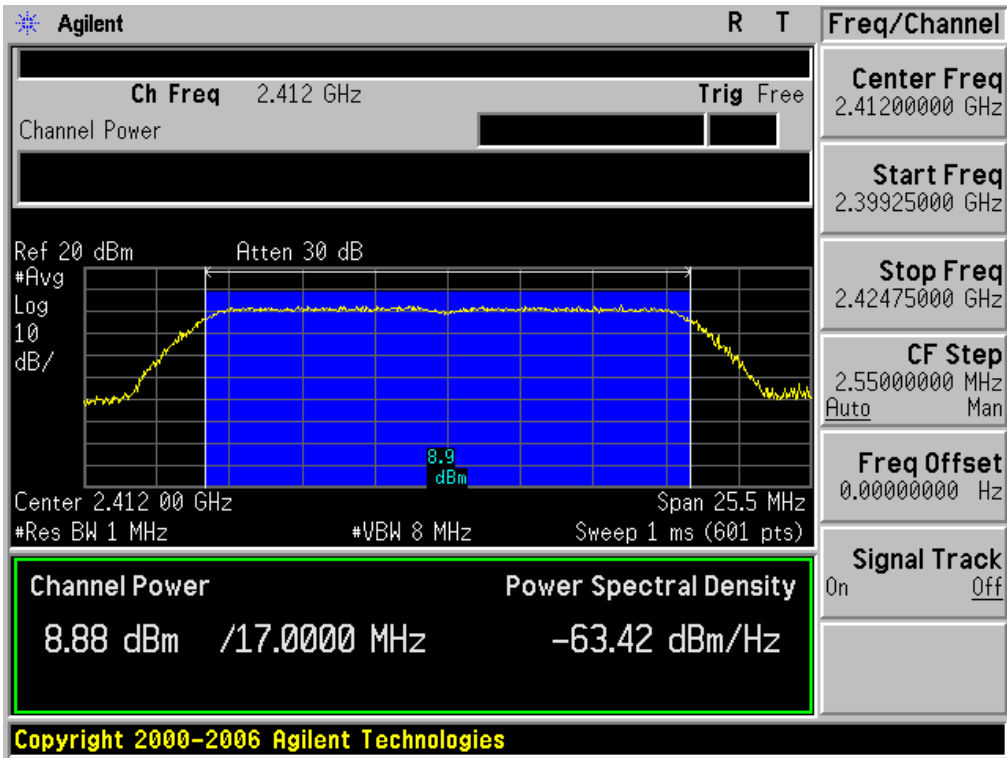 Agilent R T
Ch Freq 2.412 GHz Trig Free
Channel Power
Ref 20 dBm Atten 30 dB
#Avg
Log
10
dB/
8.9
dBm
Center 2.412 00 GHz Span 25.5 MHz
#Res BW 1 MHz #VBW 8 MHz Sweep 1 ms (601 pts)
Channel Power Power Spectral Density
8.88 dBm /17.0000 MHz -63.42 dBm/Hz
Copyright 2000-2006 Agilent Technologies
Freq/Channel
Center Freq
2.41200000 GHz
Start Freq
2.39925000 GHz
Stop Freq
2.42475000 GHz
CF Step
2.55000000 MHz
Auto Man
Freq Offset
0.00000000 Hz
Signal Track
On Off